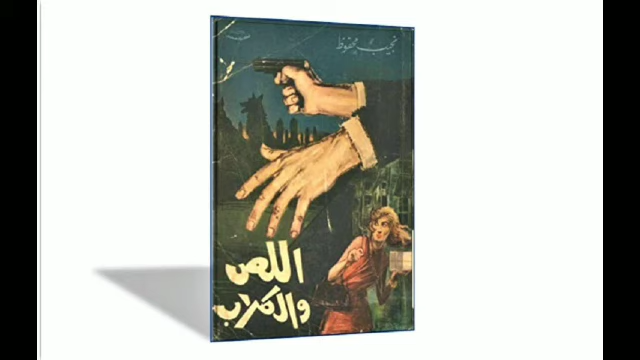 نجيب محفوظ
اللص
والكلاب